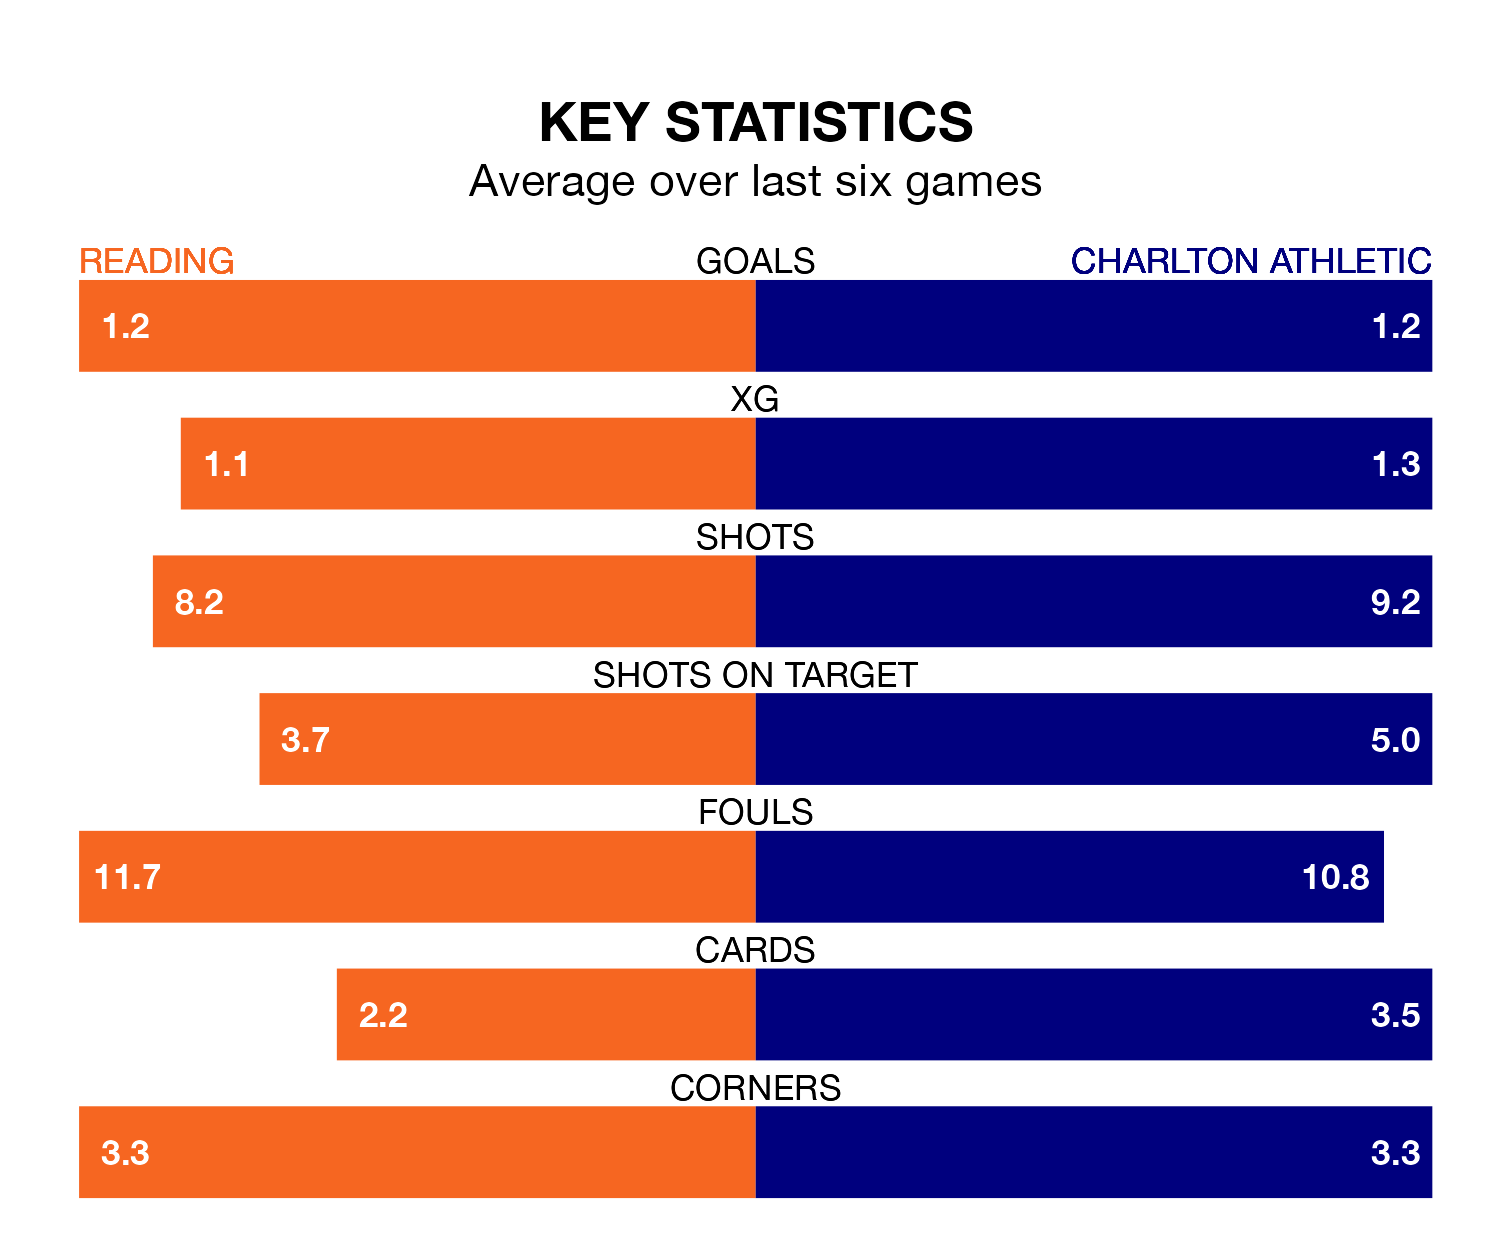 KEY STATISTICS
Average over last six games
READING GOALS CHARLTON ATHLETIC
1.2 1.2
XG
1.1 1.3
SHOTS
8.2 9.2
SHOTS ON TARGET
3.7 5.0
FOULS
11.7 10.8
CARDS
2.2 3.5
CORNERS
3.3 3.3